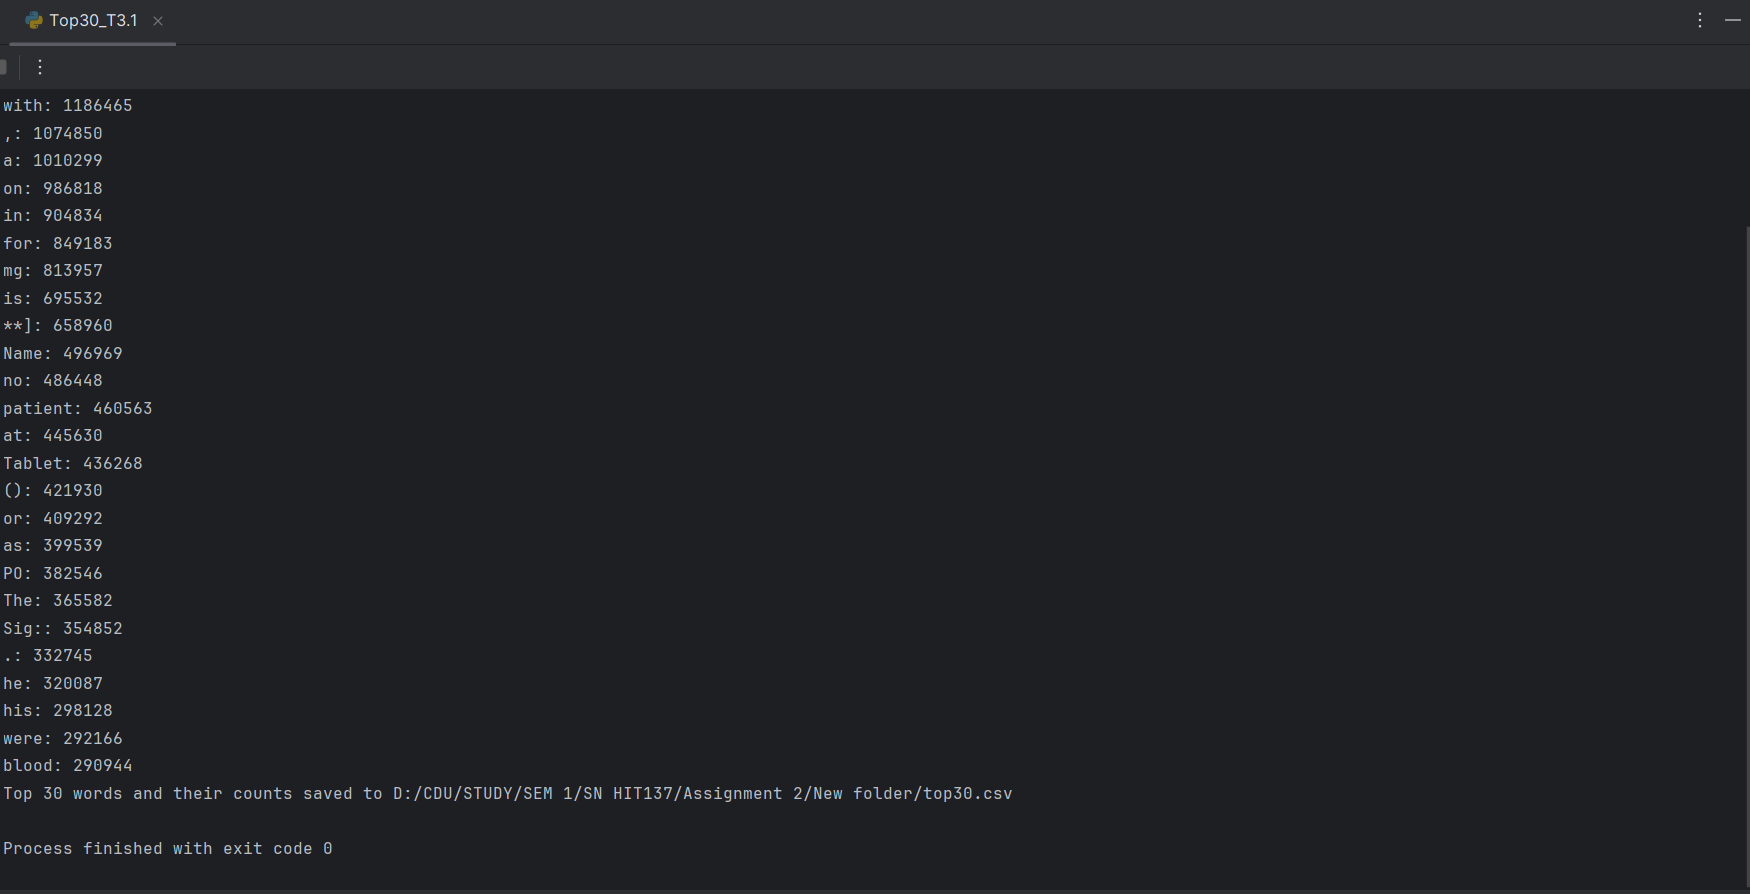 Top30_T3.1
with: 1186465
,: 1074850
a: 1010299
on: 986818
in: 904834
for: 849183
mg: 813957
is: 695532
**]: 658960
Name: 496969
no: 486448
patient: 460563
at: 445630
Tablet: 436268
(): 421930
or: 409292
as: 399539
PO: 382546
The: 365582
Sig:: 354852
.: 332745
he: 320087
his: 298128
were: 292166
blood: 290944
Top 30 words and their counts saved to D:/CDU/STUDY/SEM 1/SN HIT137/Assignment 2/New folder/top30.csv
Process finished with exit code 0